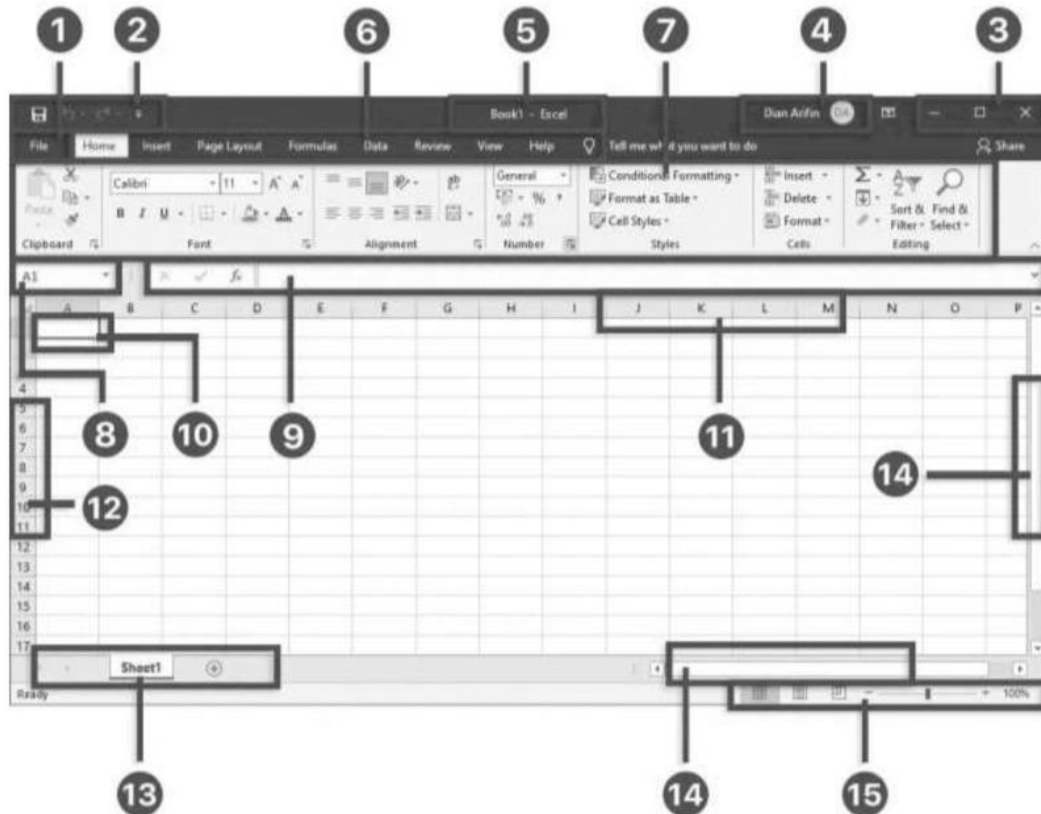 1 2 6 5 7 4 3
Book1 - Excel Dian Arifin DA
File Home Insert Page Layout Formulas Data Review View Help Tell me what you want to do Share
Calibri 11 A A General Conditional Formatting Insert
Paste B I U A % , Format as Table Delete Sort & Find &
Cell Styles Format Filter Select
Clipboard Font Alignment Number Styles Cells Editing
A1 fx
A B C D E F G H I J K L M N O P
4
5
8 10 9 11
6
7
8
14
9
10
12
11
12
13
14
15
16
17
Sheet1
14
Ready 100%
13 14 15